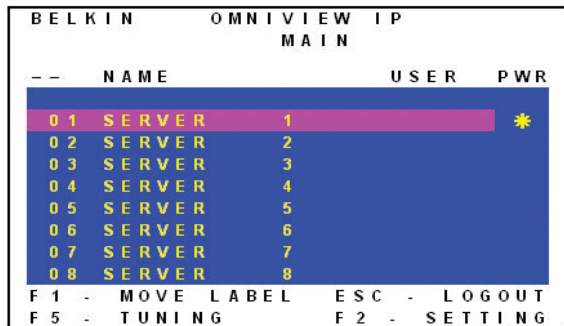 BELKIN OMNIVIEW IP
MAIN
-- NAME USER PWR
01 SERVER 1 *
02 SERVER 2
03 SERVER 3
04 SERVER 4
05 SERVER 5
06 SERVER 6
07 SERVER 7
08 SERVER 8
F1 - MOVE LABEL ESC - LOGOUT
F5 - TUNING F2 - SETTING